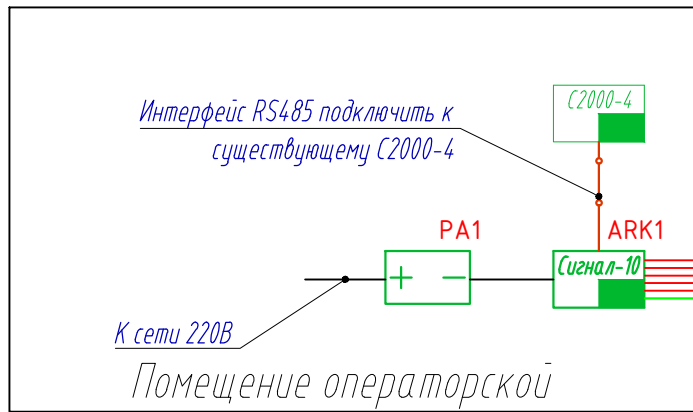 С2000-4
Интерфейс RS485 подключить к
существующему С2000-4
PA1
ARK1
Сигнал-10
+ −
К сети 220В
Помещение операторской